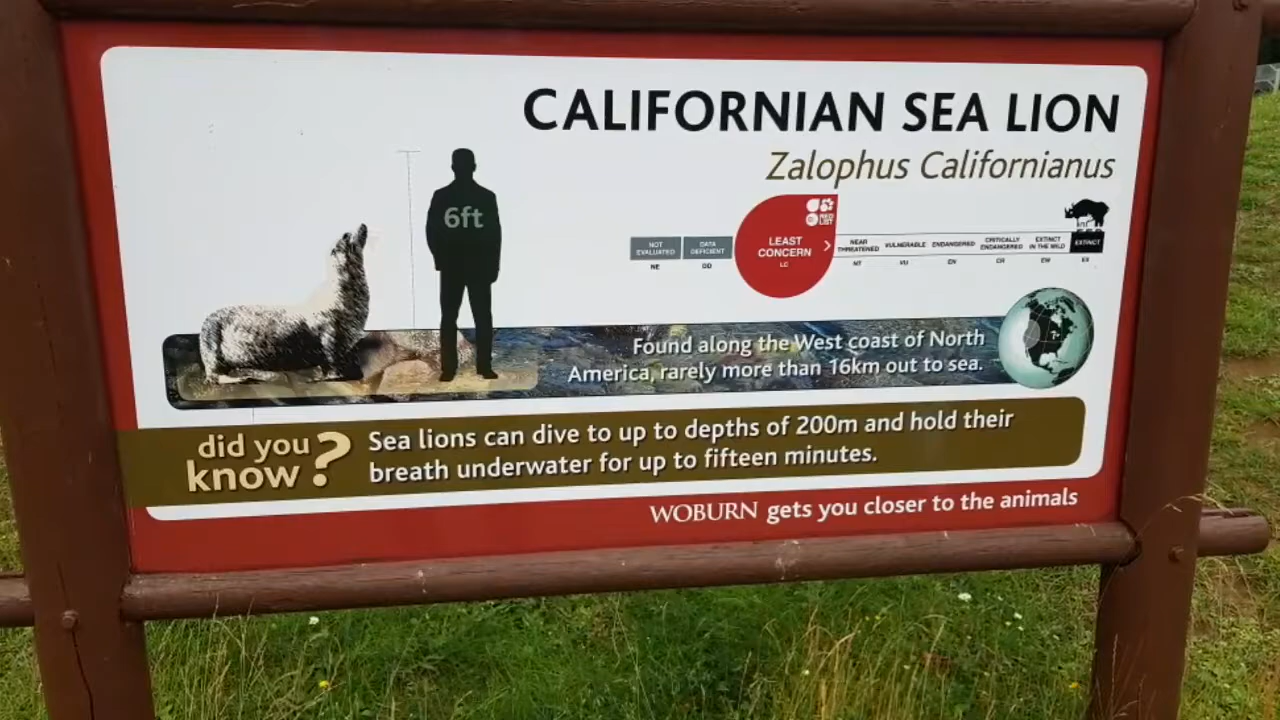 CALIFORNIAN SEA LION
Zalophus Californianus
6ft
RED LIST
NOT EVALUATED
DATA DEFICIENT
LEAST CONCERN
NEAR THREATENED
VULNERABLE
ENDANGERED
CRITICALLY ENDANGERED
EXTINCT IN THE WILD
EXTINCT
NE
DD
LC
NT
VU
EN
CR
EW
EX
Found along the West coast of North
America, rarely more than 16km out to sea.
did you
know?
Sea lions can dive to up to depths of 200m and hold their
breath underwater for up to fifteen minutes.
WOBURN gets you closer to the animals